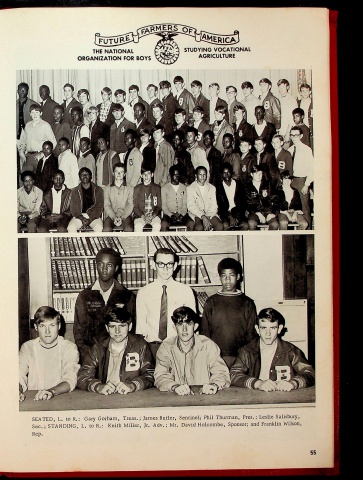 FUTURE FARMERS OF AMERICA
THE NATIONAL
ORGANIZATION FOR BOYS
STUDYING VOCATIONAL
AGRICULTURE
B
B
SEATED, L. to R.: Gary Gorham, Treas.; James Butler, Sentinel; Phil Thurman, Pres.; Leslie Salisbury,
Sec.; STANDING, L. to R.: Keith Miller, Jr. Adv.; Mr. David Holcombe, Sponsor; and Franklin Wilson,
Rep.
55